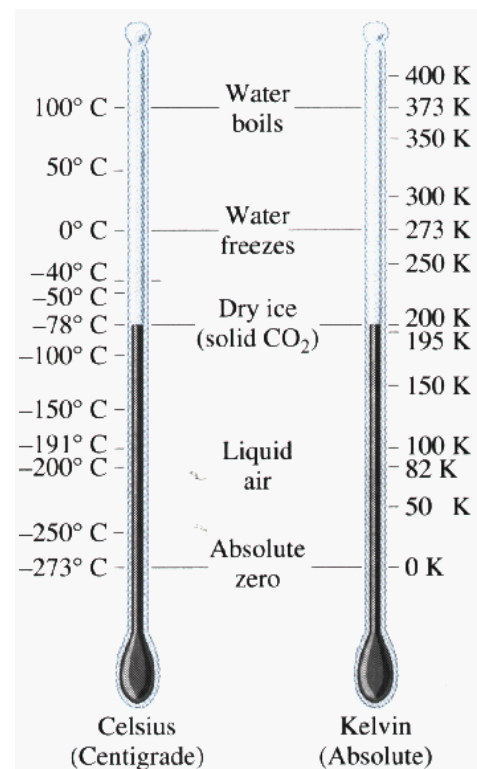 400 K
100° C
Water
boils
373 K
350 K
50° C
300 K
0° C
Water
freezes
273 K
250 K
–40° C
–50° C
–78° C
Dry ice
(solid CO₂)
200 K
195 K
–100° C
150 K
–150° C
–191° C
–200° C
Liquid
air
100 K
82 K
50 K
–250° C
–273° C
Absolute
zero
0 K
Celsius
(Centigrade)
Kelvin
(Absolute)